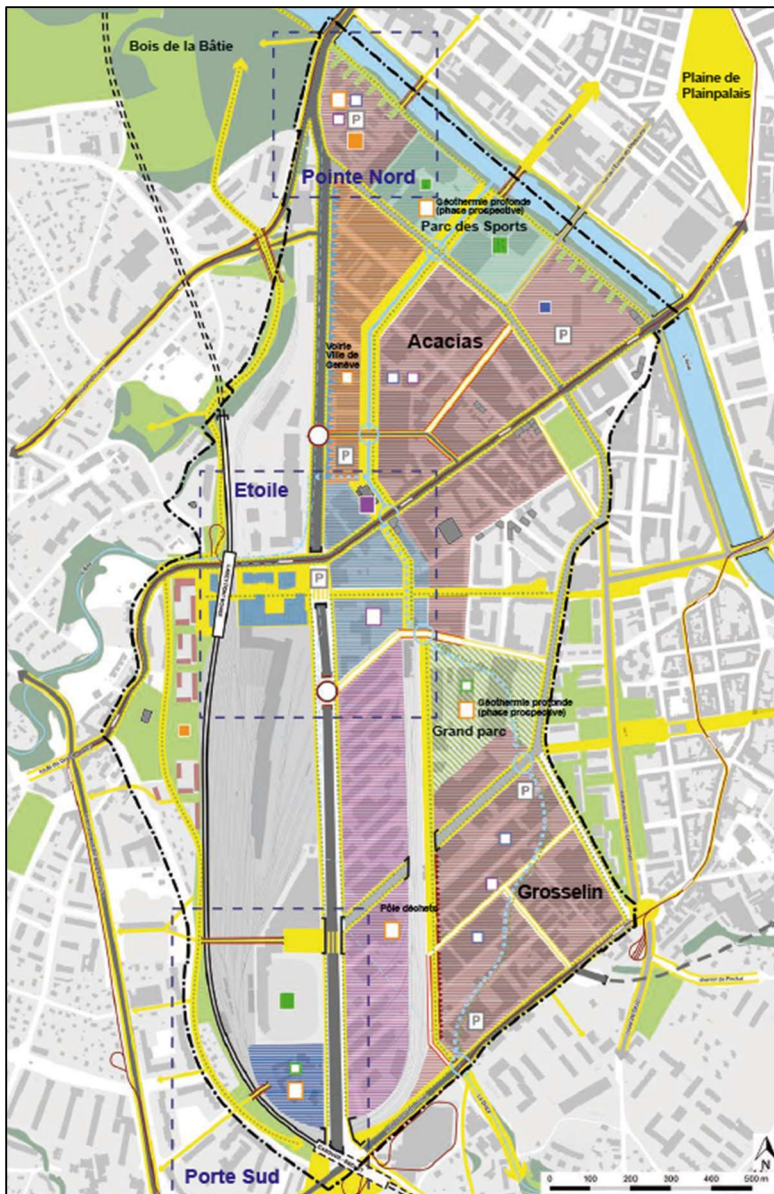 Bois de la Bâtie
Plaine de
Plainpalais
P
Pointe Nord
Géothermie profonde
(phase prospective)
Parc des Sports
P
Acacias
Voirie
Ville de
Genève
P
Etoile
P
Géothermie profonde
(phase prospective)
Grand parc
P
Grosselin
Pôle déchets
P
Porte Sud
N
0 100 200 300 400 500 m